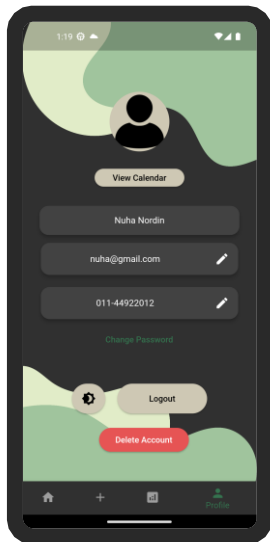 1:19
View Calendar
Nuha Nordin
nuha@gmail.com
011-44922012
Change Password
Logout
Delete Account
Profile